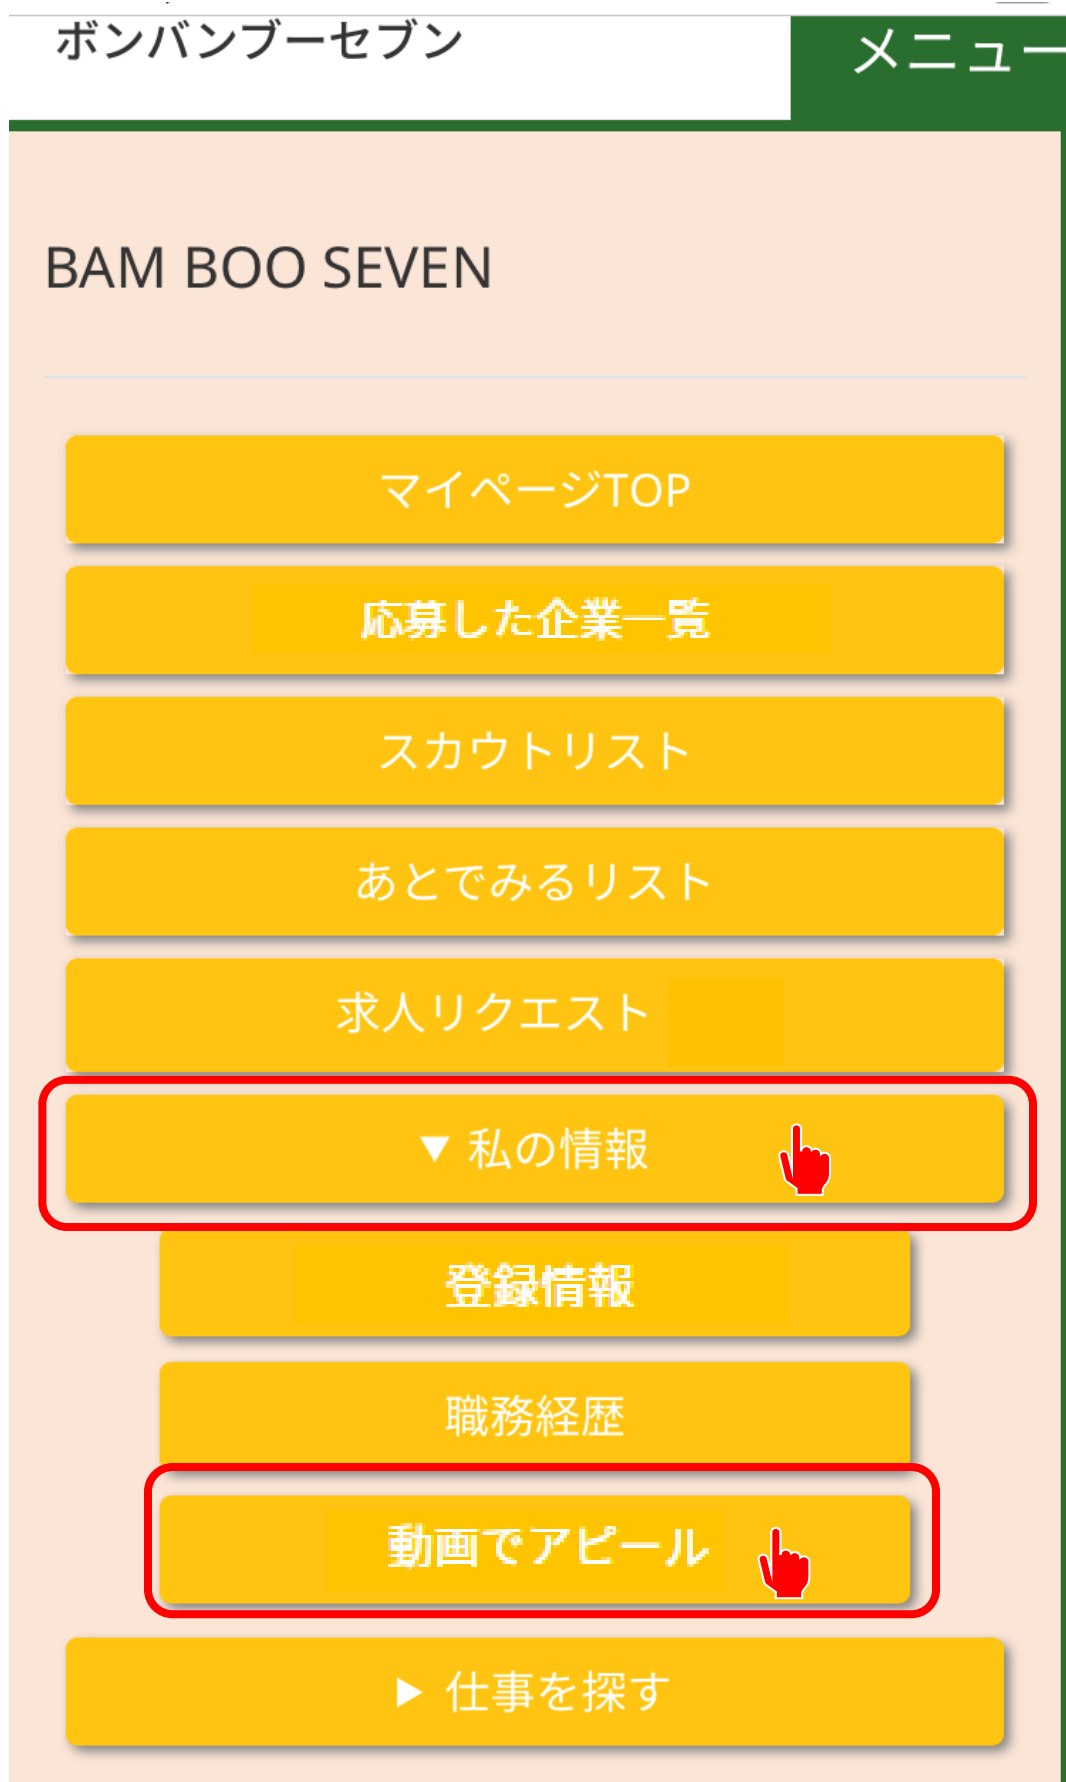 ボンバンブーセブン
メニュー
BAM BOO SEVEN
マイページTOP
応募した企業一覧
スカウトリスト
あとでみるリスト
求人リクエスト
▼ 私の情報
登録情報
職務経歴
動画でアピール
▶ 仕事を探す